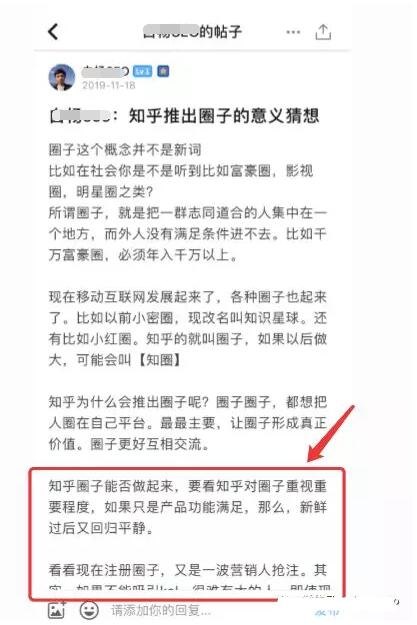 的帖子
Lv1
2019-11-18
：知乎推出圈子的意义猜想
圈子这个概念并不是新词
比如在社会你是不是听到比如富豪圈，影视
圈，明星圈之类？
所谓圈子，就是把一群志同道合的人集中在一
个地方，而外人没有满足条件进不去。比如千
万富豪圈，必须年入千万以上。
现在移动互联网发展起来了，各种圈子也起来
了。比如以前小密圈，现改名叫知识星球。还
有比如小红圈。知乎的就叫圈子，如果以后做
大，可能会叫【知圈】
知乎为什么会推出圈子呢？圈子圈子，都想把
人圈在自己平台。最最主要，让圈子形成真正
价值。圈子更好互相交流。
知乎圈子能否做起来，要看知乎对圈子重视重
要程度，如果只是产品功能满足，那么，新鲜
过后又回归平静。
看看现在注册圈子，又是一波营销人抢注。其
请添加你的回复...
发布